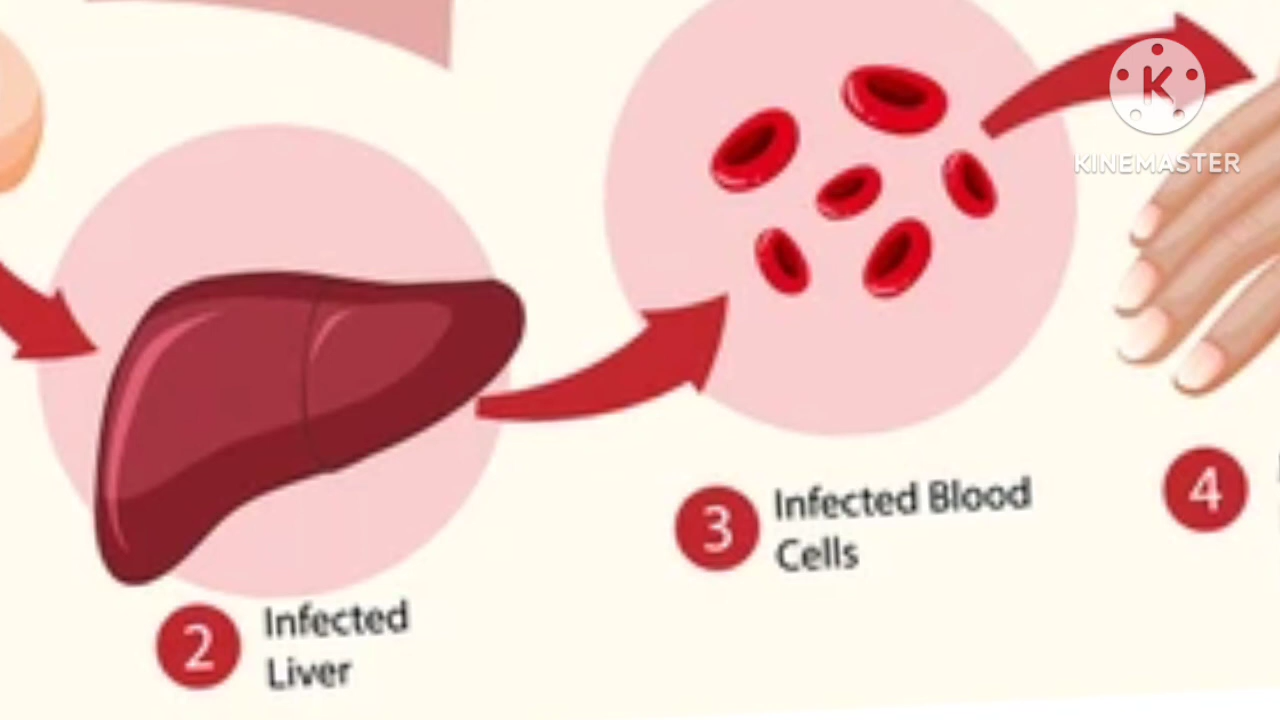 K
KINEMASTER
3
Infected Blood
Cells
4
2
Infected
Liver